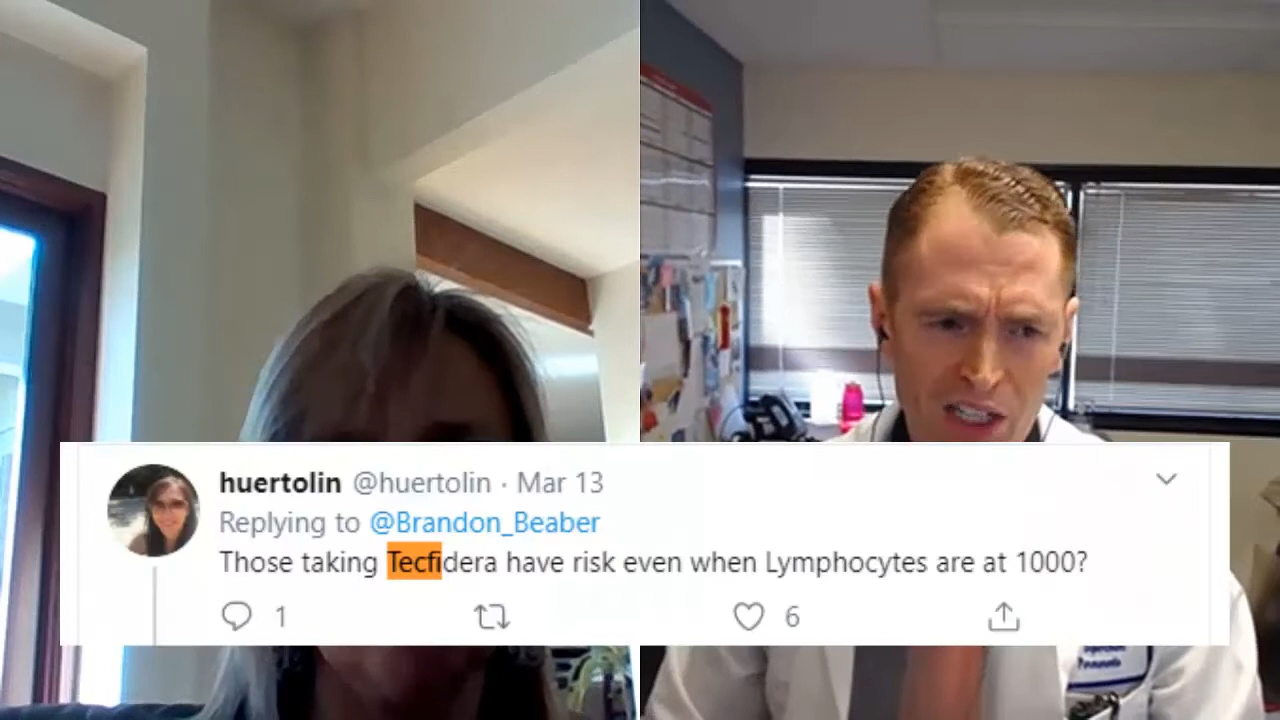 huertolin @huertolin · Mar 13
Replying to @Brandon_Beaber
Those taking Tecfidera have risk even when Lymphocytes are at 1000?
1 6